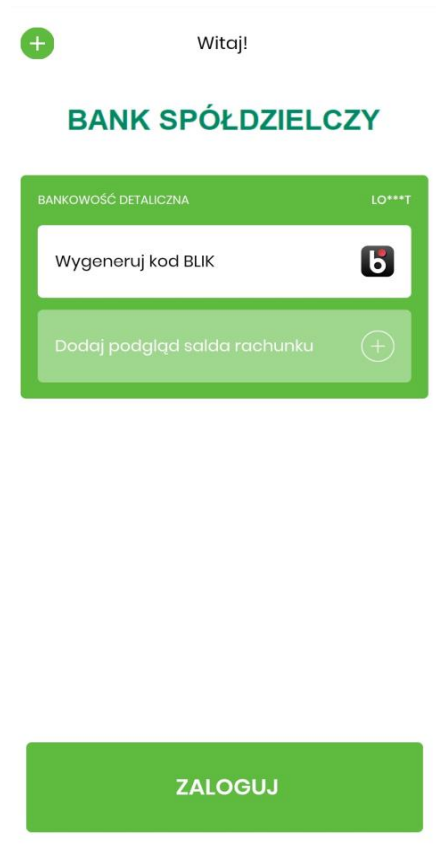 Witaj!
BANK SPÓŁDZIELCZY
BANKOWOŚĆ DETALICZNA LO***T
Wygeneruj kod BLIK
Dodaj podgląd salda rachunku
ZALOGUJ